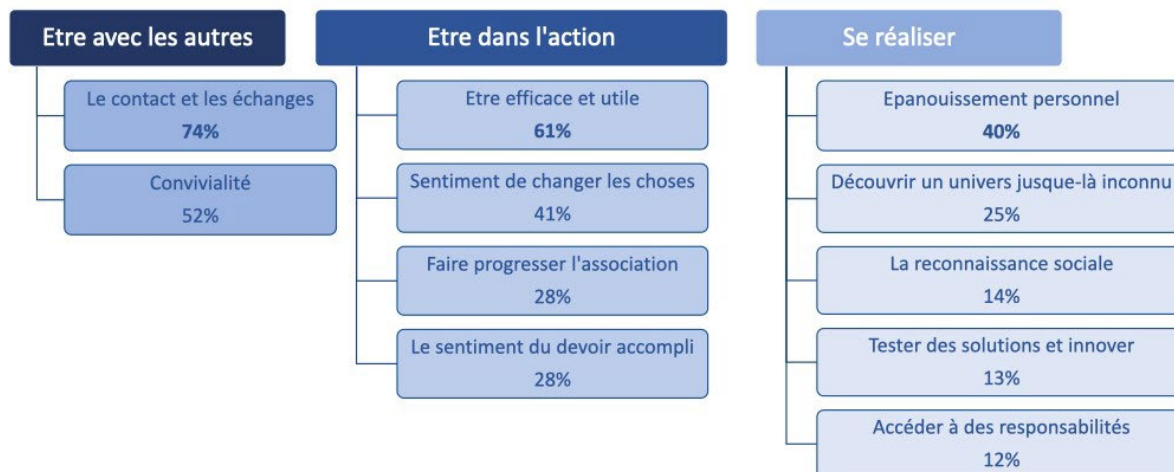 Etre avec les autres
Le contact et les échanges
74%
Convivialité
52%
Etre dans l'action
Etre efficace et utile
61%
Sentiment de changer les choses
41%
Faire progresser l'association
28%
Le sentiment du devoir accompli
28%
Se réaliser
Epanouissement personnel
40%
Découvrir un univers jusque-là inconnu
25%
La reconnaissance sociale
14%
Tester des solutions et innover
13%
Accéder à des responsabilités
12%